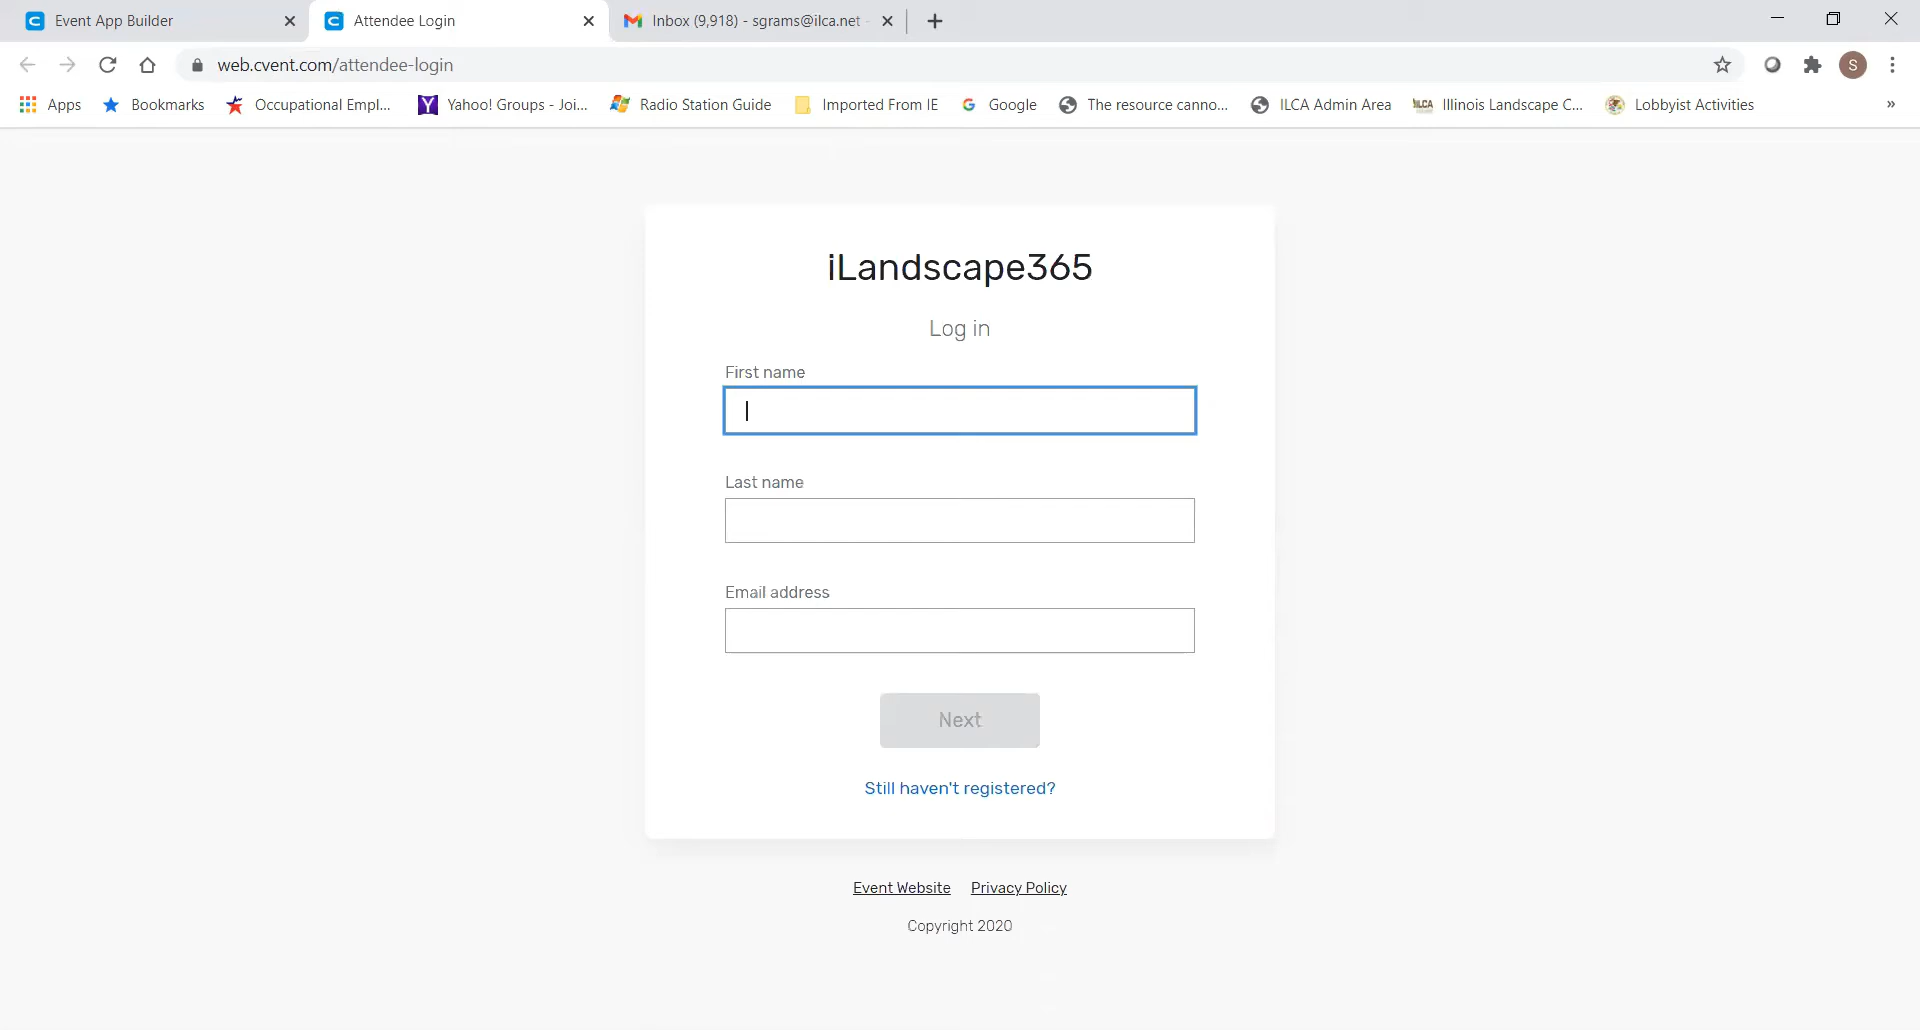 Event App Builder
Attendee Login
Inbox (9,918) - sgrams@ilca.net -
web.cvent.com/attendee-login
S
Apps
Bookmarks
Occupational Empl...
Yahoo! Groups - Joi...
Radio Station Guide
Imported From IE
Google
The resource canno...
ILCA Admin Area
Illinois Landscape C...
Lobbyist Activities
»
iLandscape365
Log in
First name
Last name
Email address
Next
Still haven't registered?
Event Website
Privacy Policy
Copyright 2020